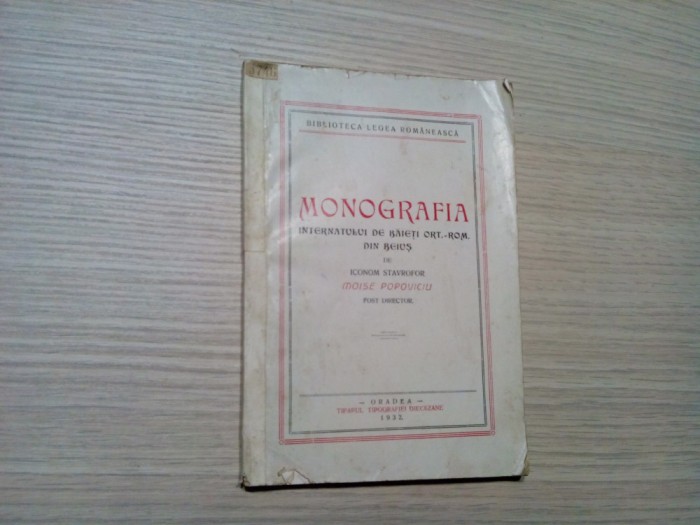 BIBLIOTECA LEGEA ROMÂNEASCĂ
MONOGRAFIA
INTERNATULUI DE BĂIEȚI ORT.-ROM.
DIN BEIUȘ
DE
ICONOM STAVROFOR
MOISE POPOVICIU
FOST DIRECTOR.
— ORADEA —
TIPARUL TIPOGRAFIEI DIECEZANE